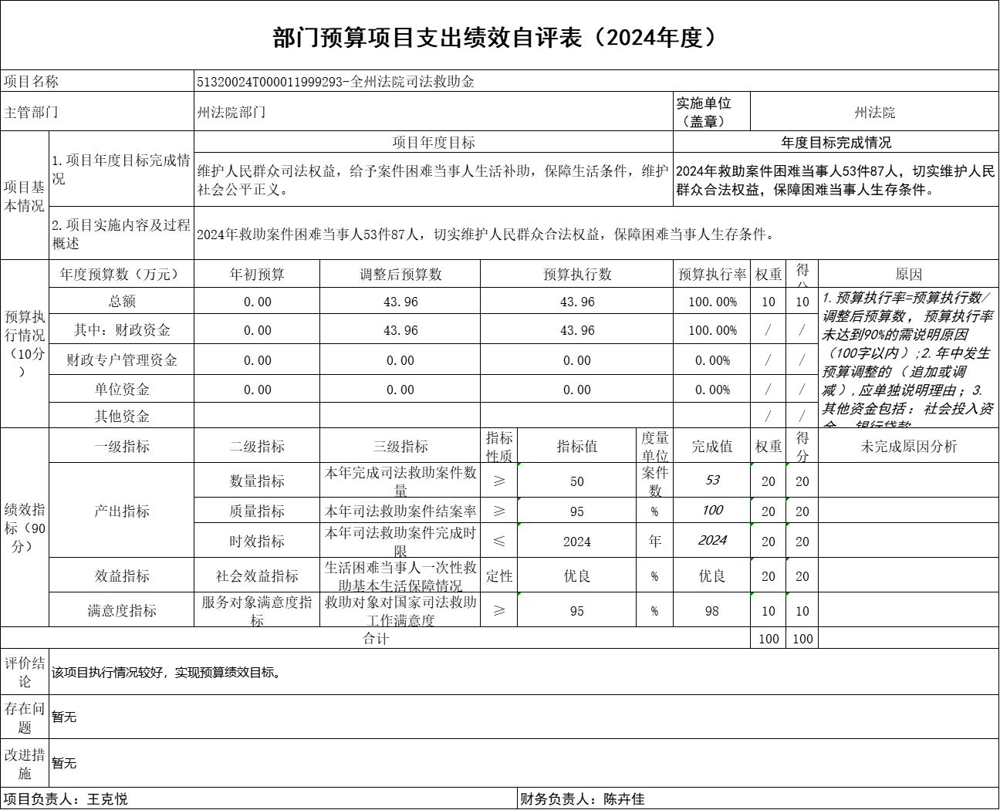 部门预算项目支出绩效自评表（2024年度）
项目名称 51320024T000011999293-全州法院司法救助金
主管部门 州法院部门 实施单位（盖章） 州法院
项目基本情况
1.项目年度目标完成情况
项目年度目标 年度目标完成情况
维护人民群众司法权益，给予案件困难当事人生活补助，保障生活条件，维护
社会公平正义。
2024年救助案件困难当事人53件87人，切实维护人民
群众合法权益，保障困难当事人生存条件。
2.项目实施内容及过程概述
2024年救助案件困难当事人53件87人，切实维护人民群众合法权益，保障困难当事人生存条件。
预算执行情况（10分）
年度预算数（万元） 年初预算 调整后预算数 预算执行数 预算执行率 权重 得分 原因
总额 0.00 43.96 43.96 100.00% 10 10
其中：财政资金 0.00 43.96 43.96 100.00% / /
财政专户管理资金 0.00 0.00 0.00 0.00% / /
单位资金 0.00 0.00 0.00 0.00% / /
其他资金 / /
1.预算执行率=预算执行数/
调整后预算数，预算执行率
未达到90%的需说明原因
（100字以内）;2.年中发生
预算调整的（追加或调
减）,应单独说明理由；3.
其他资金包括：社会投入资
金、银行贷款
绩效指标（90分）
一级指标 二级指标 三级指标 指标性质 指标值 度量单位 完成值 权重 得分 未完成原因分析
产出指标
数量指标 本年完成司法救助案件数量 ≥ 50 案件数 53 20 20
质量指标 本年司法救助案件结案率 ≥ 95 % 100 20 20
时效指标 本年司法救助案件完成时限 ≤ 2024 年 2024 20 20
效益指标 社会效益指标 生活困难当事人一次性救助基本生活保障情况 定性 优良 % 优良 20 20
满意度指标 服务对象满意度指标 救助对象对国家司法救助工作满意度 ≥ 95 % 98 10 10
合计 100 100
评价结论 该项目执行情况较好，实现预算绩效目标。
存在问题 暂无
改进措施 暂无
项目负责人：王克悦 财务负责人：陈卉佳